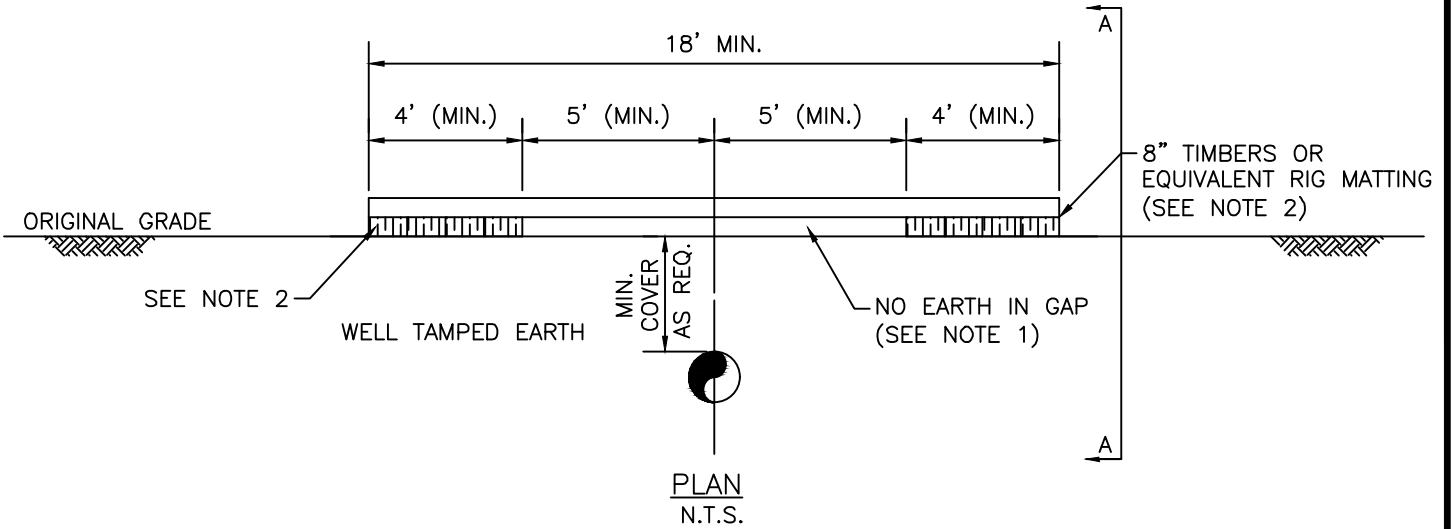 A
18' MIN.
4' (MIN.)
5' (MIN.)
5' (MIN.)
4' (MIN.)
8" TIMBERS OR
EQUIVALENT RIG MATTING
(SEE NOTE 2)
ORIGINAL GRADE
MIN.
COVER
AS REQ.
SEE NOTE 2
NO EARTH IN GAP
(SEE NOTE 1)
WELL TAMPED EARTH
A
PLAN
N.T.S.